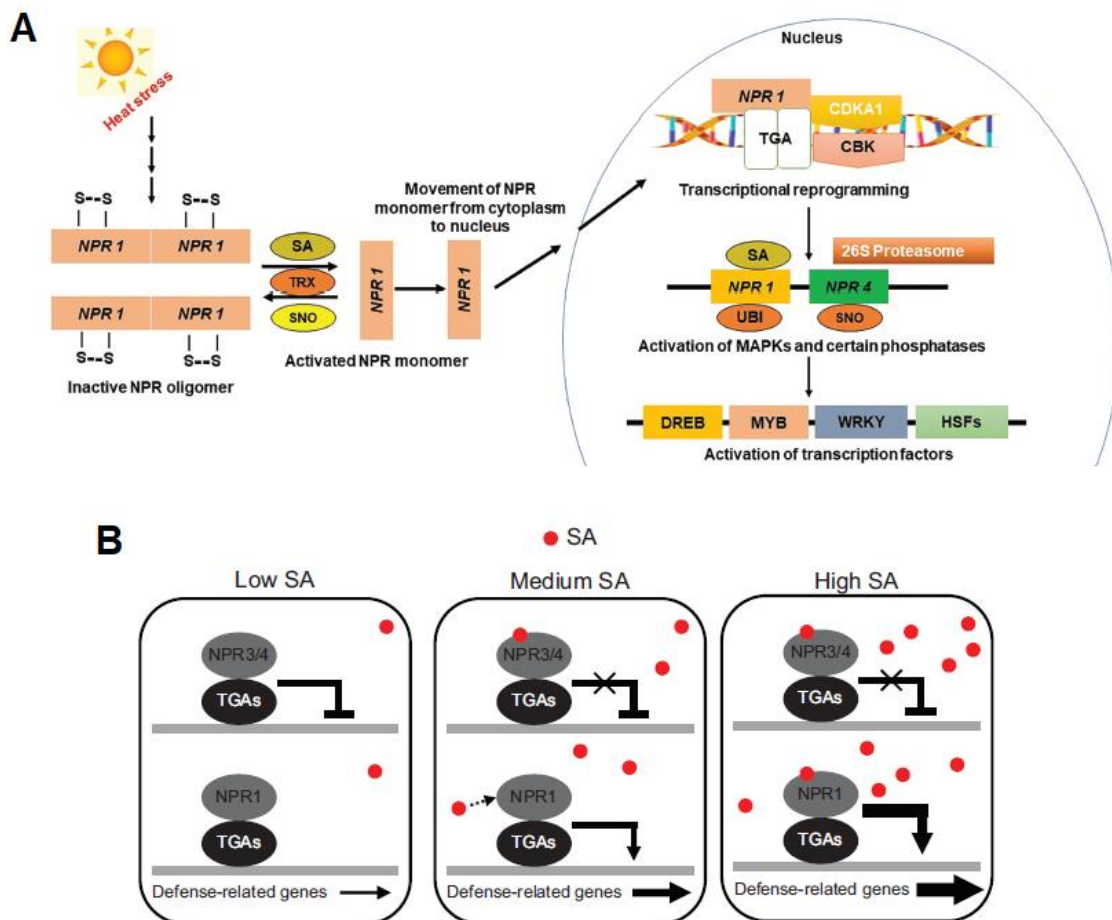 A
Heat stress
S--S
S--S
NPR 1
NPR 1
NPR 1
NPR 1
S--S
S--S
Inactive NPR oligomer
SA
TRX
SNO
NPR 1
NPR 1
Activated NPR monomer
Movement of NPR
monomer from cytoplasm
to nucleus
Nucleus
NPR 1
CDKA1
TGA
CBK
Transcriptional reprogramming
SA
26S Proteasome
NPR 1
NPR 4
UBI
SNO
Activation of MAPKs and certain phosphatases
DREB
MYB
WRKY
HSFs
Activation of transcription factors
B
SA
Low SA
NPR3/4
TGAs
NPR1
TGAs
Defense-related genes
Medium SA
NPR3/4
TGAs
NPR1
TGAs
Defense-related genes
High SA
NPR3/4
TGAs
NPR1
TGAs
Defense-related genes